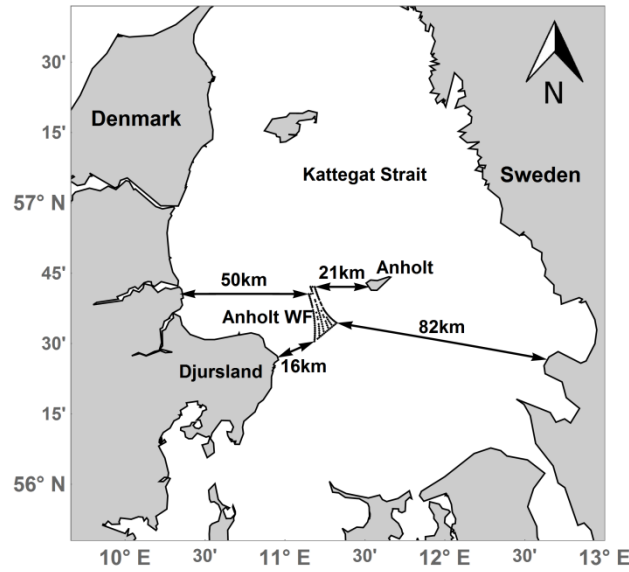 30'
N
Denmark
15'
Kattegat Strait
Sweden
57° N
45'
Anholt
21km
50km
Anholt WF
82km
30'
16km
Djursland
15'
56° N
10° E
30'
11° E
30'
12° E
30'
13° E